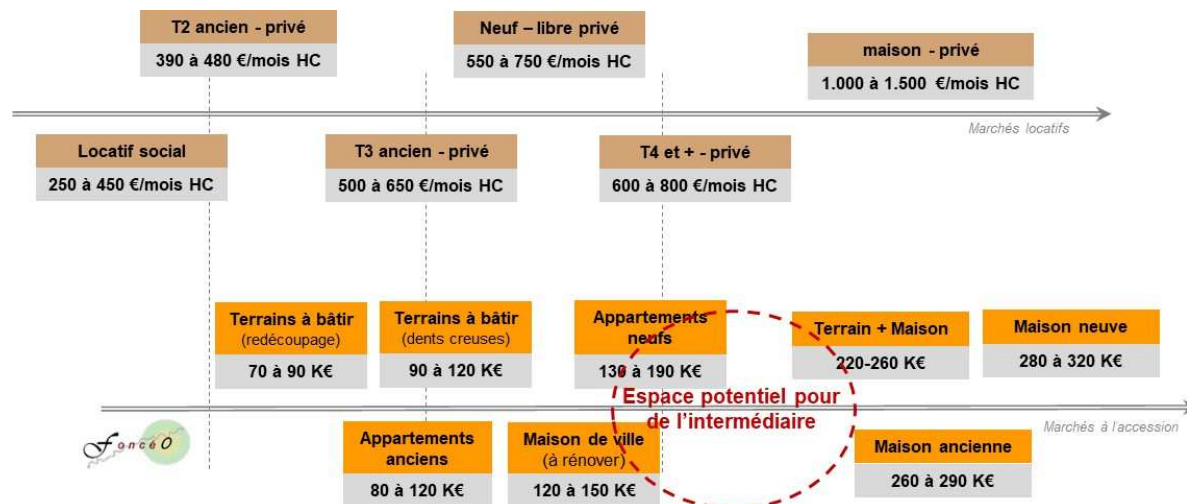 T2 ancien - privé
390 à 480 €/mois HC
Neuf – libre privé
550 à 750 €/mois HC
maison - privé
1.000 à 1.500 €/mois HC
Marchés locatifs
Locatif social
250 à 450 €/mois HC
T3 ancien - privé
500 à 650 €/mois HC
T4 et + - privé
600 à 800 €/mois HC
Terrains à bâtir
(redécoupage)
70 à 90 K€
Terrains à bâtir
(dents creuses)
90 à 120 K€
Appartements
neufs
130 à 190 K€
Terrain + Maison
220-260 K€
Maison neuve
280 à 320 K€
Espace potentiel pour
de l'intermédiaire
Marchés à l'accession
FoncéO
Appartements
anciens
80 à 120 K€
Maison de ville
(à rénover)
120 à 150 K€
Maison ancienne
260 à 290 K€